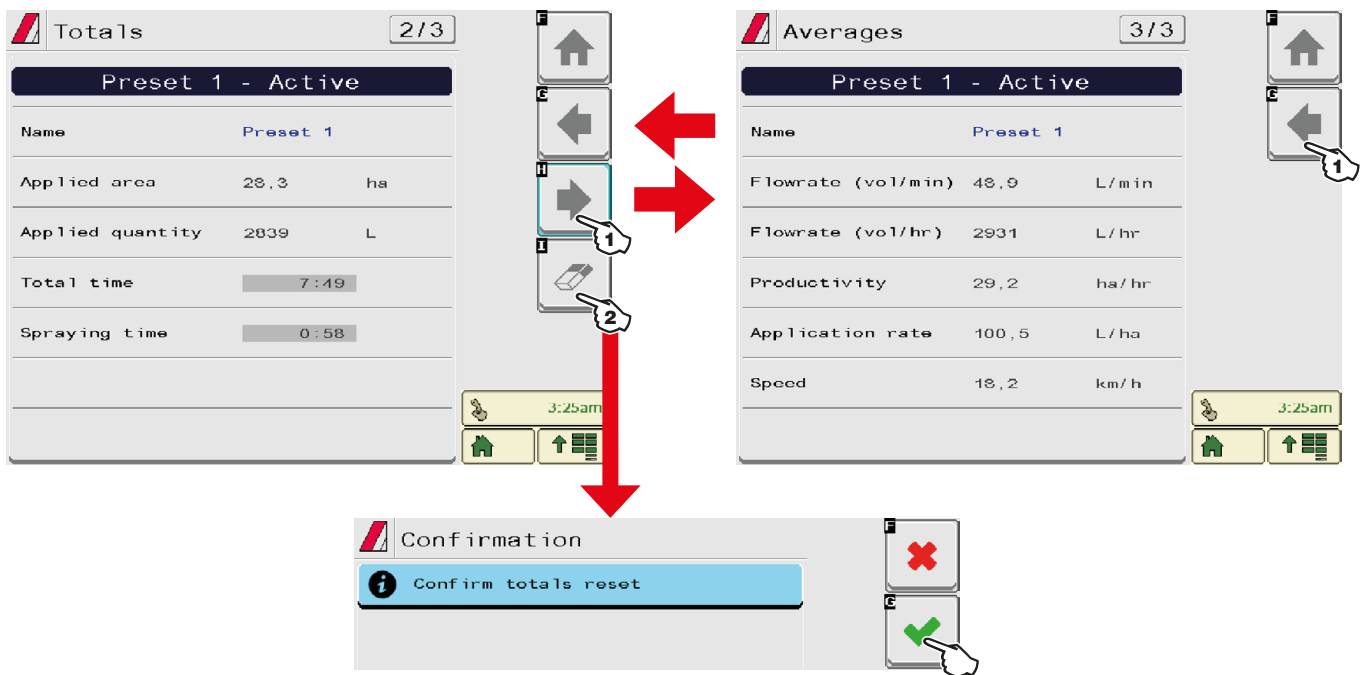 Totals 2/3
Preset 1 - Active
Name Preset 1
Applied area 28,3 ha
Applied quantity 2839 L
Total time 7:49
Spraying time 0:58
F
G
H
1
I
2
3:25am
Averages 3/3
Preset 1 - Active
Name Preset 1
Flowrate (vol/min) 48,9 L/min
Flowrate (vol/hr) 2931 L/hr
Productivity 29,2 ha/hr
Application rate 100,5 L/ha
Speed 18,2 km/h
F
G
1
3:25am
Confirmation
i Confirm totals reset
F
G